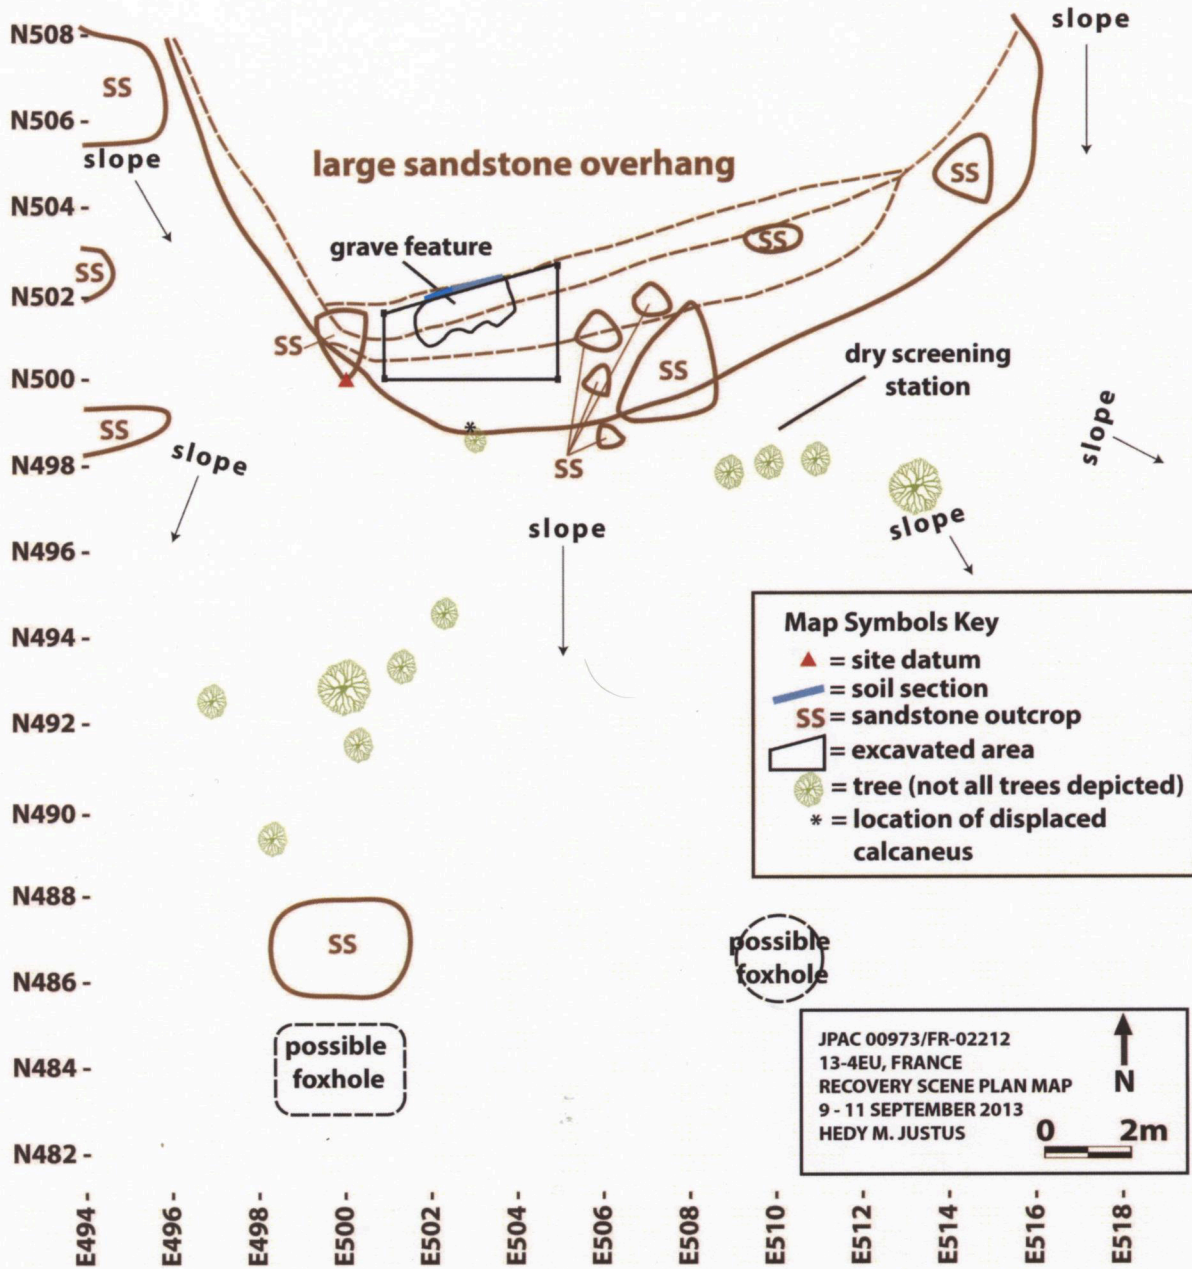 slope
N508 -
SS
N506 -
slope
large sandstone overhang
SS
N504 -
grave feature
SS
SS
N502 -
SS
dry screening
station
SS
N500 -
slope
SS
*
slope
N498 -
SS
slope
slope
N496 -
Map Symbols Key
N494 -
= site datum
= soil section
SS = sandstone outcrop
N492 -
= excavated area
= tree (not all trees depicted)
N490 -
* = location of displaced
calcaneus
N488 -
SS
possible
foxhole
N486 -
possible
foxhole
N484 -
JPAC 00973/FR-02212
13-4EU, FRANCE
RECOVERY SCENE PLAN MAP
9 - 11 SEPTEMBER 2013
HEDY M. JUSTUS
N
0 2m
N482 -
E494 -
E496 -
E498 -
E500 -
E502 -
E504 -
E506 -
E508 -
E510 -
E512 -
E514 -
E516 -
E518 -